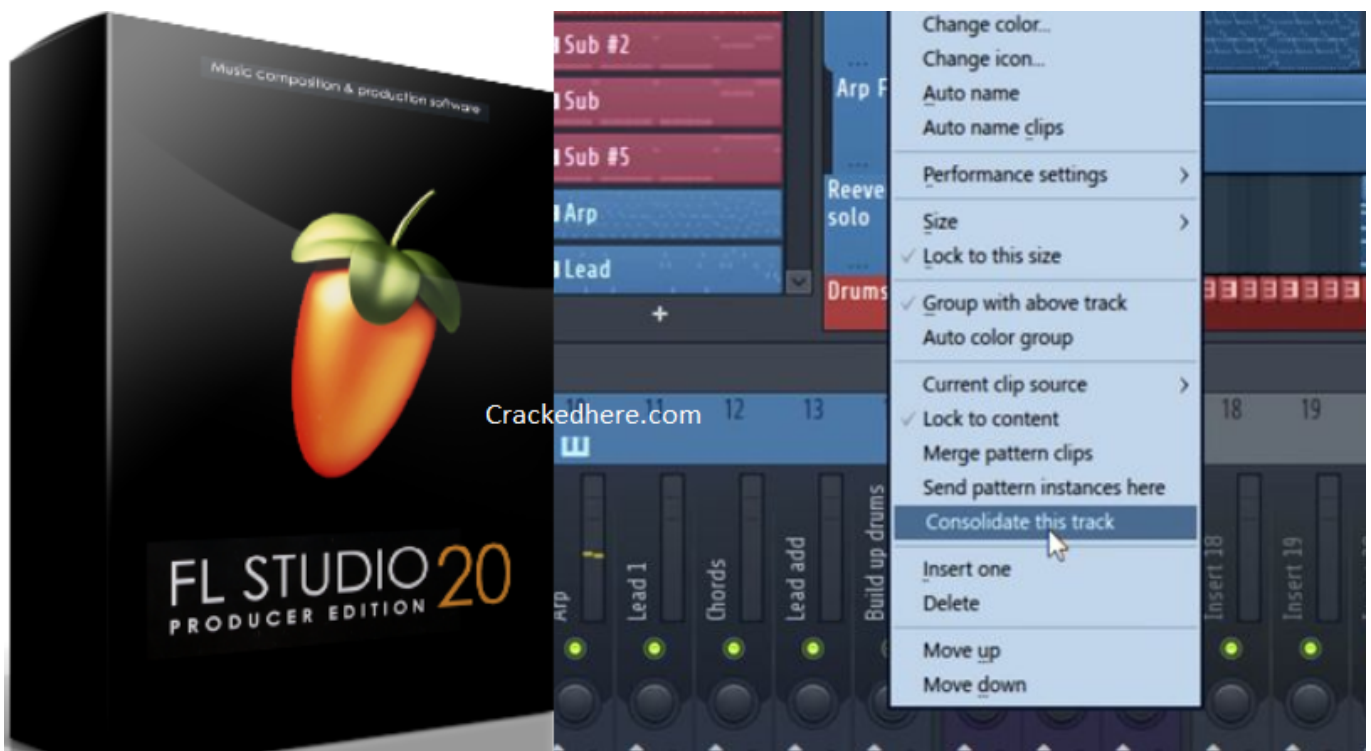 Music composition & production software
FL STUDIO 20
PRODUCER EDITION
Crackedhere.com
Sub #2
Sub
Sub #5
Arp
Lead
+
Arp F
Reeve
solo
Drums
Change color...
Change icon...
Auto name
Auto name clips
Performance settings
Size
Lock to this size
Group with above track
Auto color group
Current clip source
Lock to content
Merge pattern clips
Send pattern instances here
Consolidate this track
Insert one
Delete
Move up
Move down
10 11 12 13 18 19
Arp
Lead 1
Chords
Lead add
Build up drums
Insert 18
Insert 19